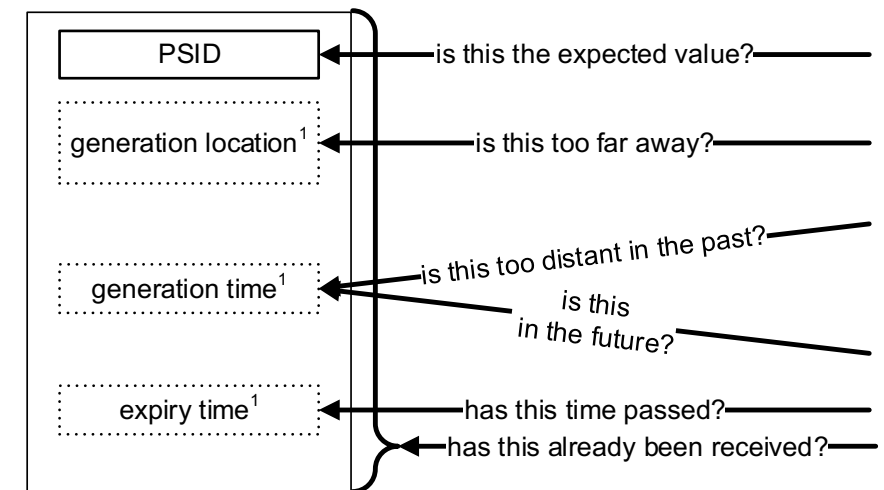 PSID
is this the expected value?
generation location1
is this too far away?
is this too distant in the past?
generation time1
is this
in the future?
expiry time1
has this time passed?
has this already been received?